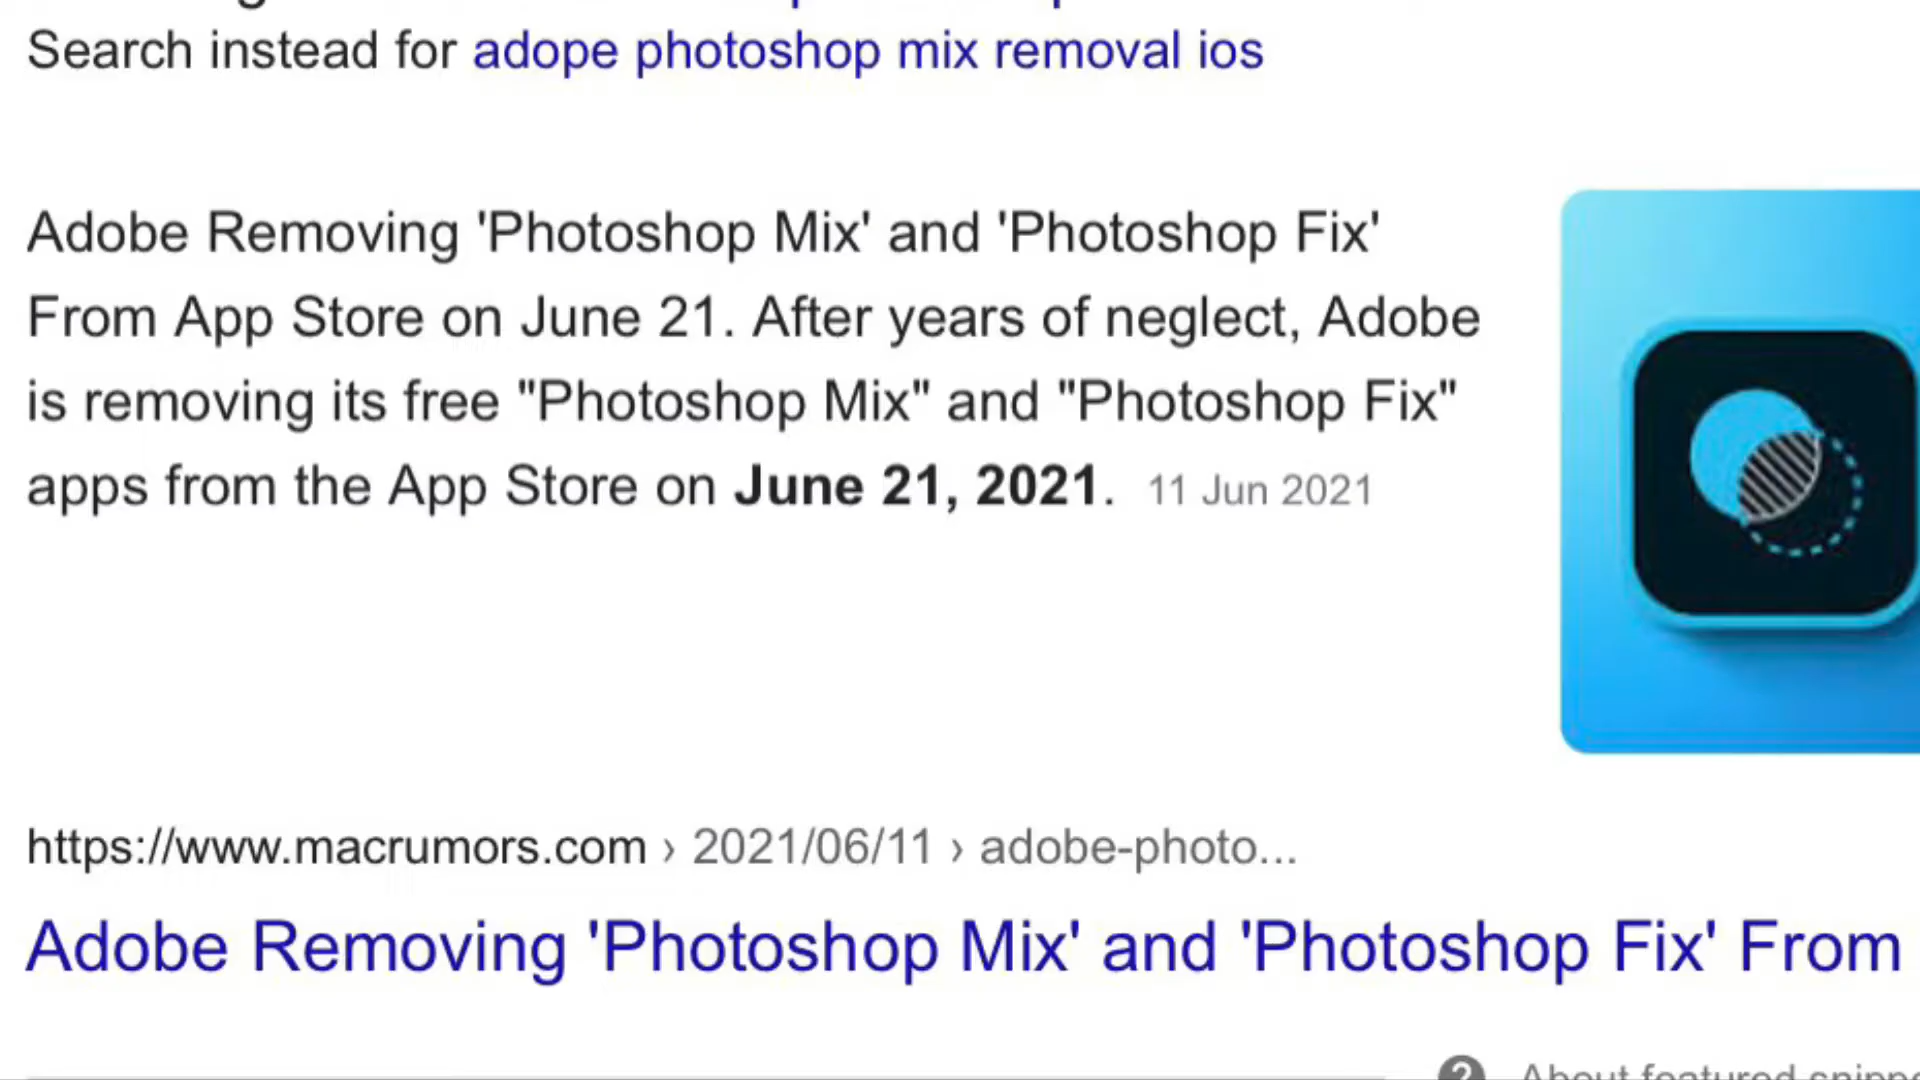 Search instead for adope photoshop mix removal ios
Adobe Removing 'Photoshop Mix' and 'Photoshop Fix'
From App Store on June 21. After years of neglect, Adobe
is removing its free "Photoshop Mix" and "Photoshop Fix"
apps from the App Store on June 21, 2021. 11 Jun 2021
https://www.macrumors.com › 2021/06/11 › adobe-photo...
Adobe Removing 'Photoshop Mix' and 'Photoshop Fix' From
? About featured